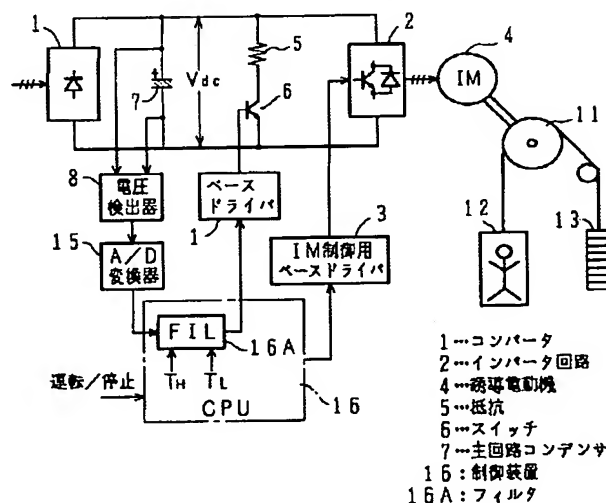 1
2
4
5
6
7
Vdc
IM
11
12
13
8
電圧
検出器
ベース
ドライバ
1
3
IM制御用
ベースドライバ
15
A/D
変換器
FIL
16A
TH
TL
運転/停止
CPU
16
1…コンバータ
2…インバータ回路
4…誘導電動機
5…抵抗
6…スイッチ
7…主回路コンデンサ
16:制御装置
16A:フィルタ